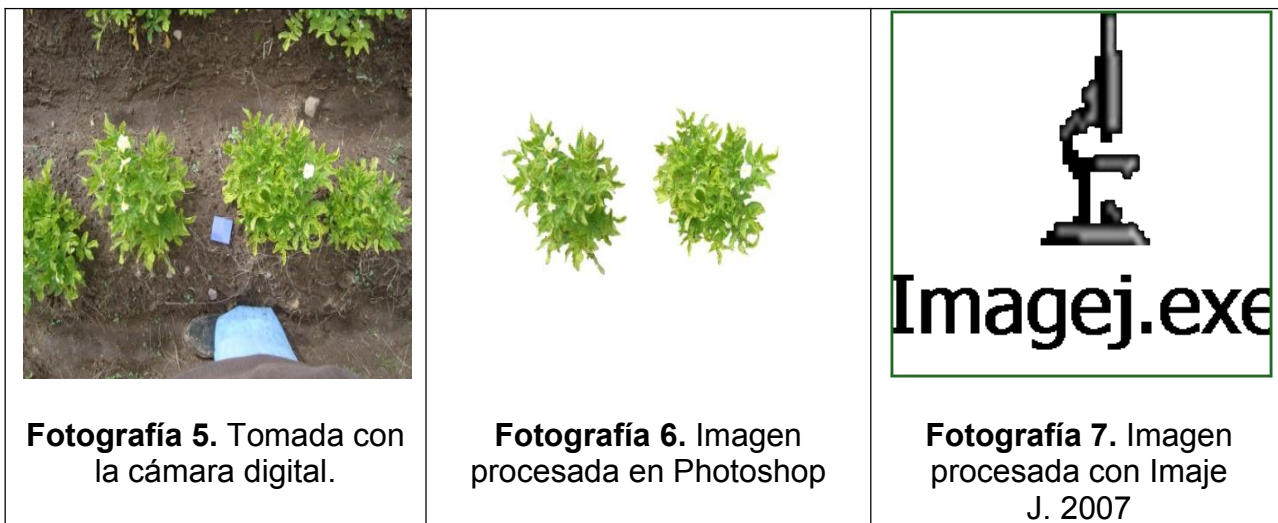 Imagej.exe
Fotografía 5. Tomada con
la cámara digital.
Fotografía 6. Imagen
procesada en Photoshop
Fotografía 7. Imagen
procesada con Imaje
J. 2007